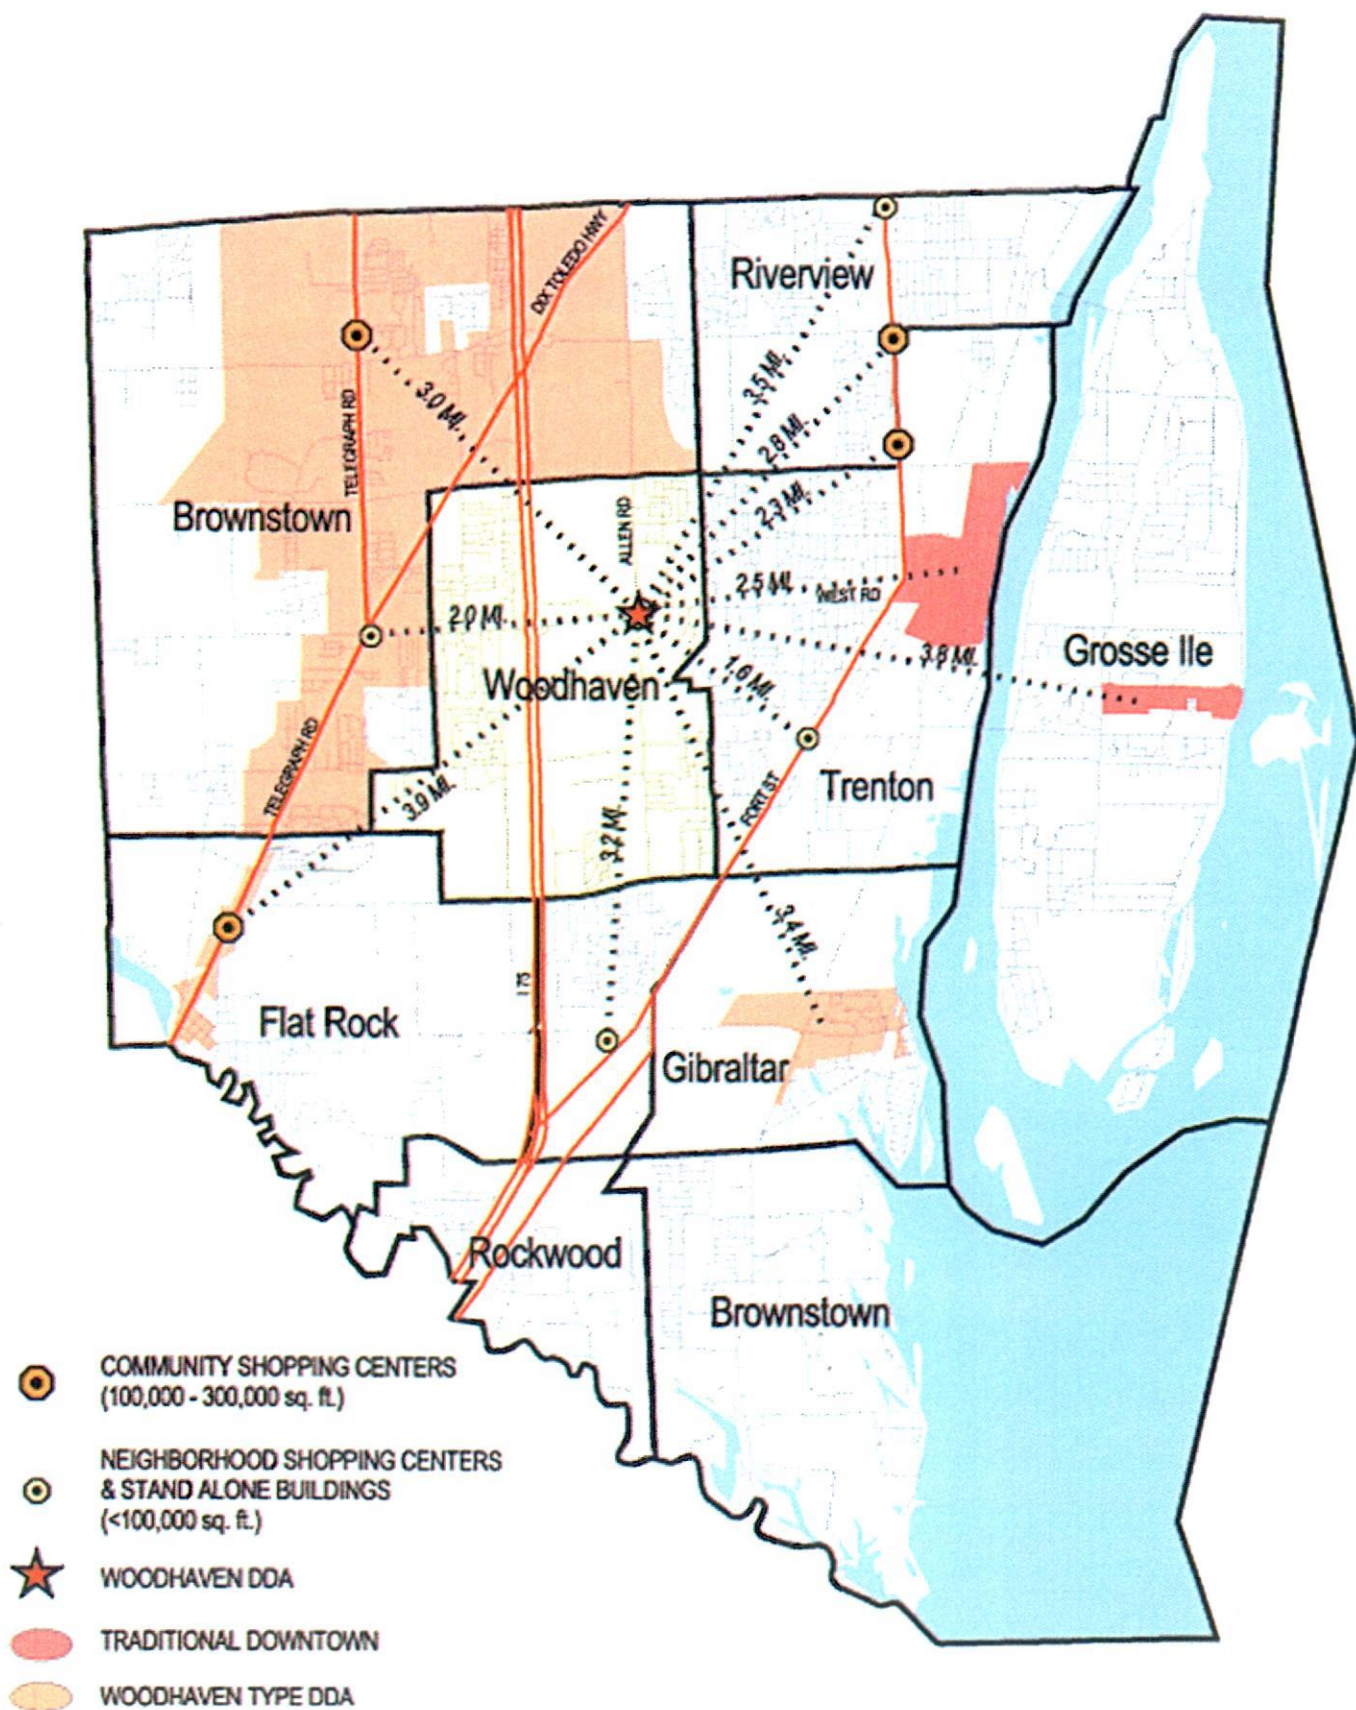 DIX TOLEDO HWY
Riverview
3.5 MI.
3.0 MI.
TELEGRAPH RD
2.8 MI.
Brownstown
2.3 MI.
ALLEN RD
2.5 MI.
WEST RD
2.0 MI.
Grosse Ile
3.8 MI.
1.6 MI.
Woodhaven
TELEGRAPH RD
3.9 MI.
FORT ST
Trenton
3.2 MI.
3.4 MI.
I 75
Flat Rock
Gibraltar
Rockwood
Brownstown
COMMUNITY SHOPPING CENTERS
(100,000 - 300,000 sq. ft.)
NEIGHBORHOOD SHOPPING CENTERS
& STAND ALONE BUILDINGS
(<100,000 sq. ft.)
WOODHAVEN DDA
TRADITIONAL DOWNTOWN
WOODHAVEN TYPE DDA